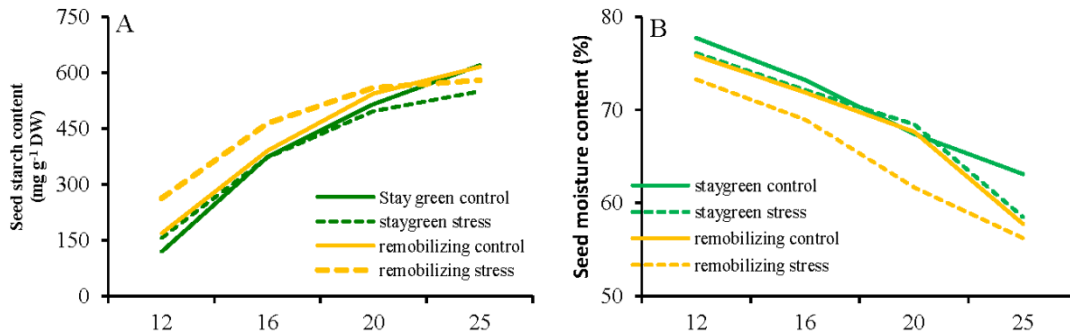 A
Seed starch content
(mg g-1 DW)
750
600
450
300
150
0
Stay green control
staygreen stress
remobilizing control
remobilizing stress
12 16 20 25
B
Seed moisture content (%)
80
70
60
50
staygreen control
staygreen stress
remobilizing control
remobilizing stress
12 16 20 25